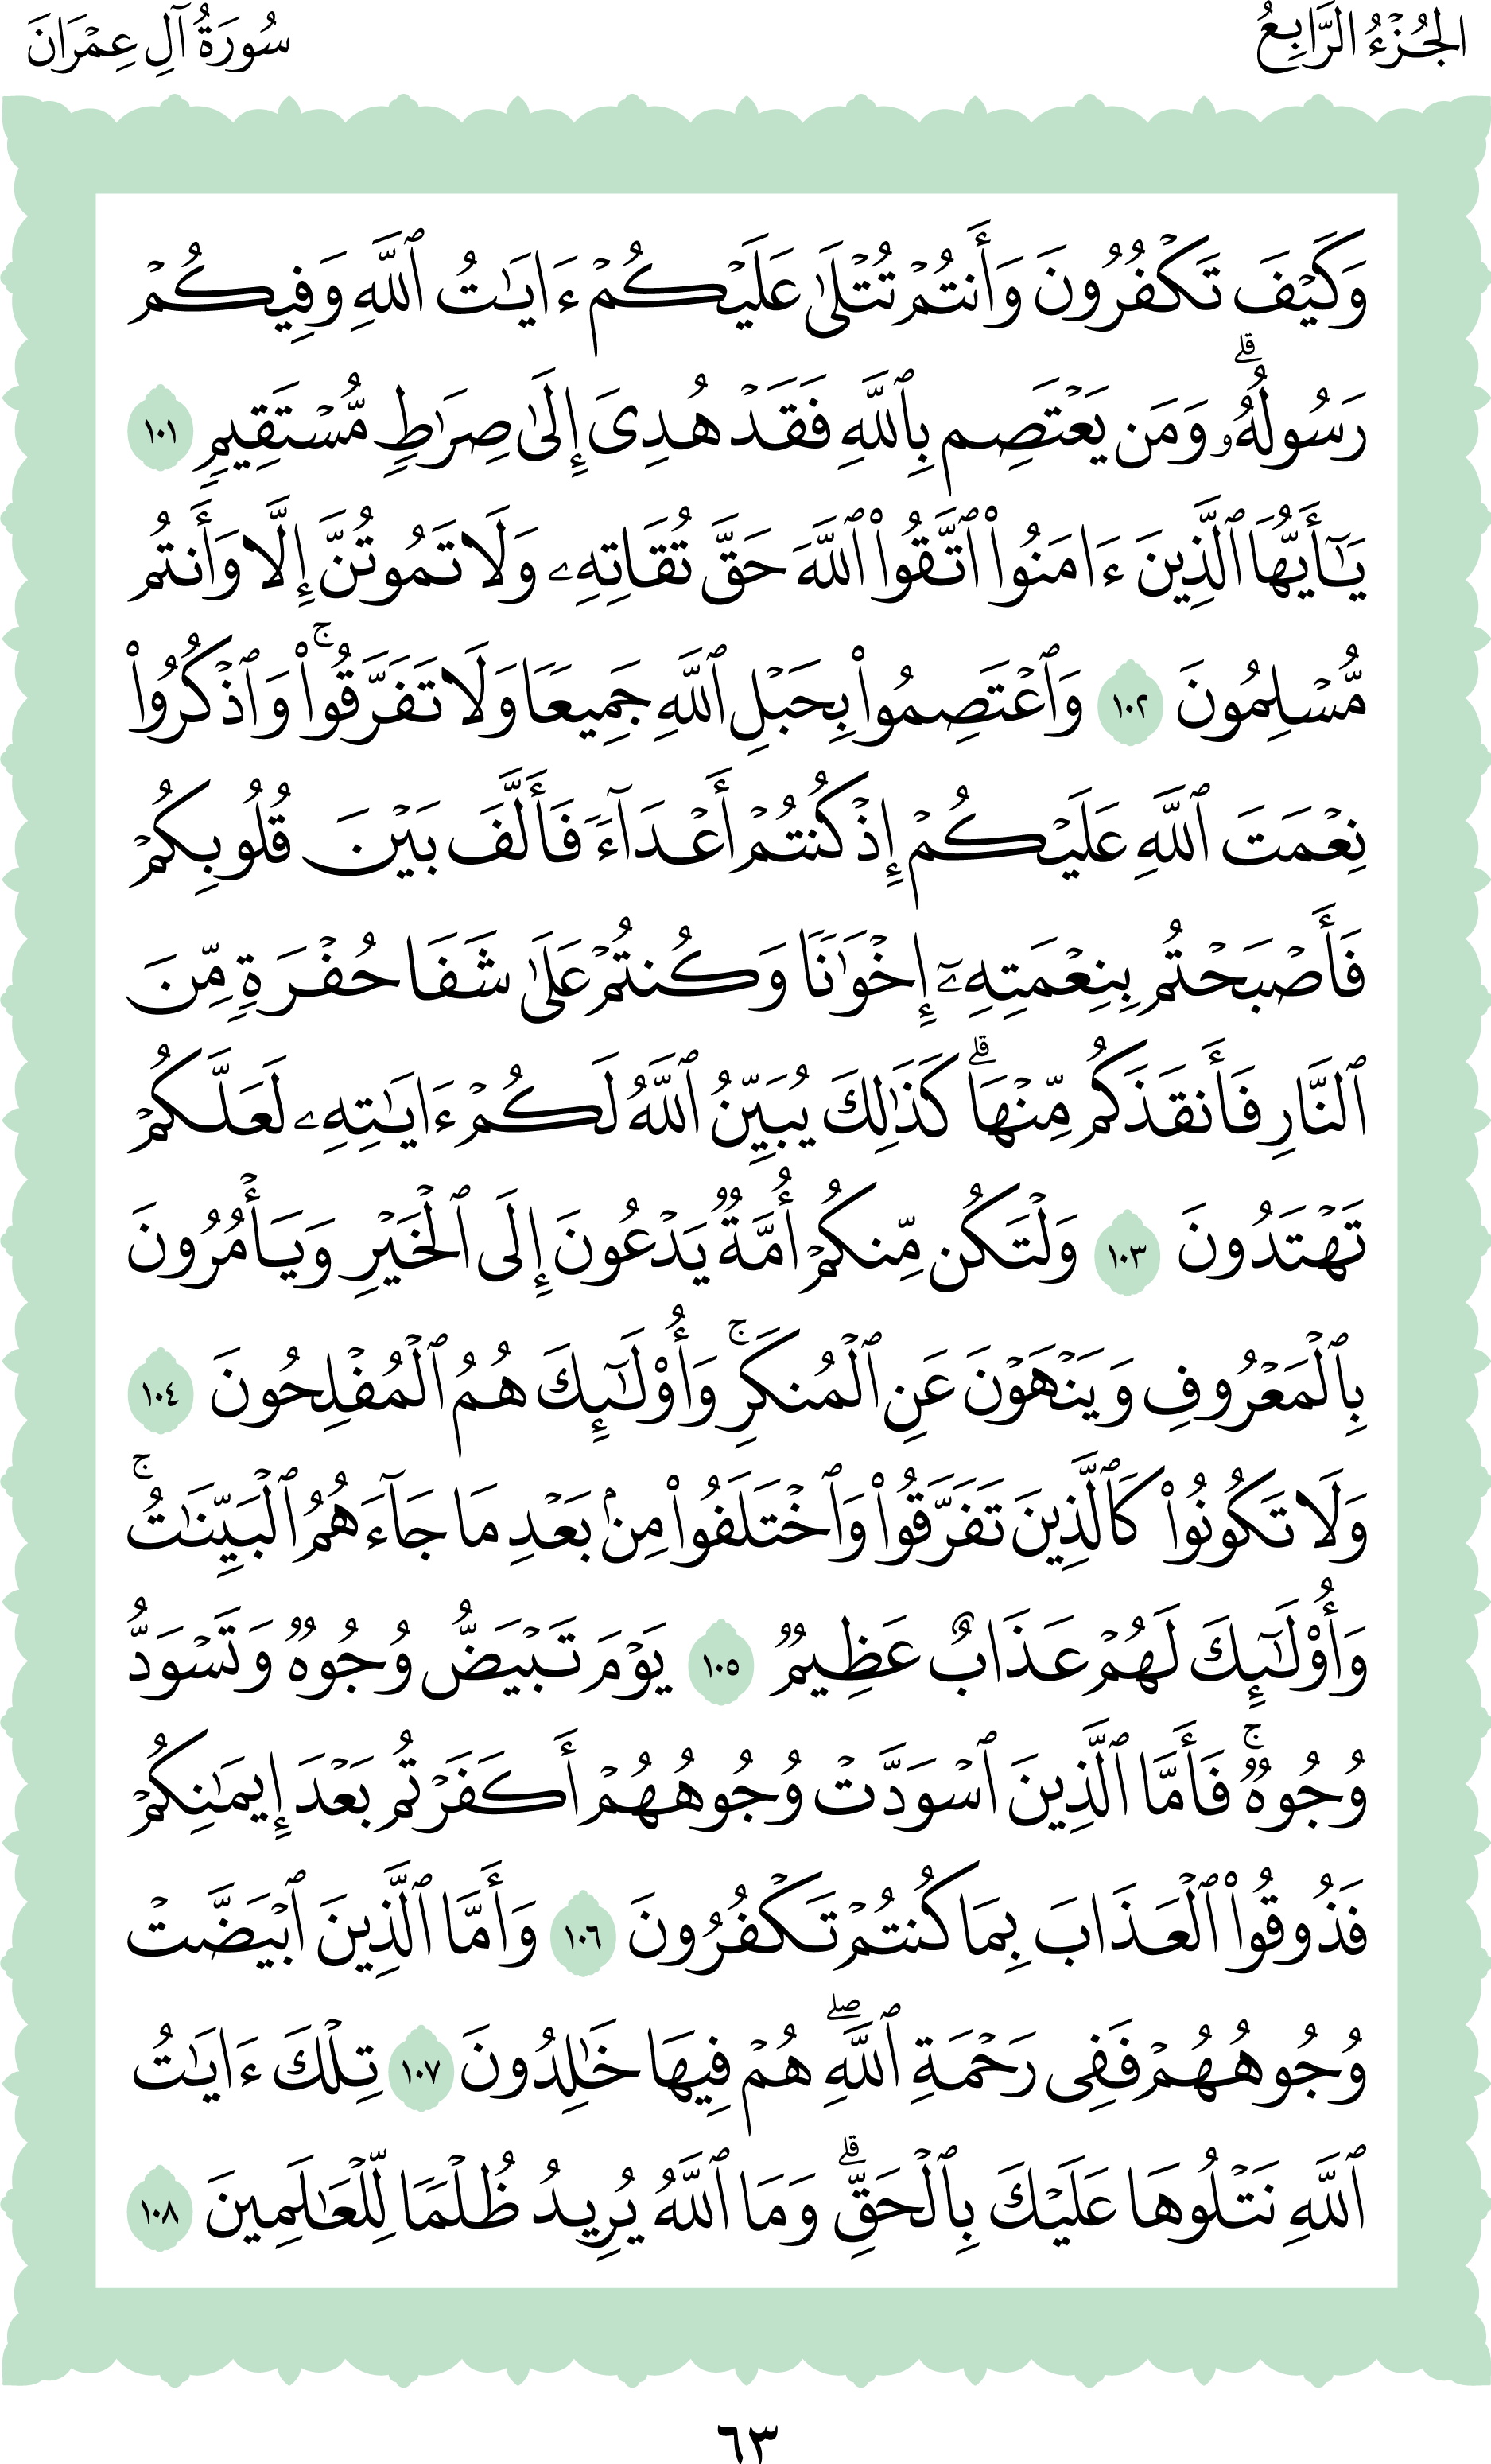 الجُزْءُ الرَّابِعُ
سُورَةُ آلِ عِمْرَانَ
وَكَيۡفَ تَكۡفُرُونَ وَأَنتُمۡ تُتۡلَىٰ عَلَيۡكُمۡ ءَايَٰتُ ٱللَّهِ وَفِيكُمۡ
رَسُولُهُۥۗ وَمَن يَعۡتَصِم بِٱللَّهِ فَقَدۡ هُدِيَ إِلَىٰ صِرَٰطٖ مُّسۡتَقِيمٖ ١٠١
يَٰٓأَيُّهَا ٱلَّذِينَ ءَامَنُواْ ٱتَّقُواْ ٱللَّهَ حَقَّ تُقَاتِهِۦ وَلَا تَمُوتُنَّ إِلَّا وَأَنتُم
مُّسۡلِمُونَ ١٠٢ وَٱعۡتَصِمُواْ بِحَبۡلِ ٱللَّهِ جَمِيعٗا وَلَا تَفَرَّقُواْۚ وَٱذۡكُرُواْ
نِعۡمَتَ ٱللَّهِ عَلَيۡكُمۡ إِذۡ كُنتُمۡ أَعۡدَآءٗ فَأَلَّفَ بَيۡنَ قُلُوبِكُمۡ
فَأَصۡبَحۡتُم بِنِعۡمَتِهِۦٓ إِخۡوَٰنٗا وَكُنتُمۡ عَلَىٰ شَفَا حُفۡرَةٖ مِّنَ
ٱلنَّارِ فَأَنقَذَكُم مِّنۡهَاۗ كَذَٰلِكَ يُبَيِّنُ ٱللَّهُ لَكُمۡ ءَايَٰتِهِۦ لَعَلَّكُمۡ
تَهۡتَدُونَ ١٠٣ وَلۡتَكُن مِّنكُمۡ أُمَّةٞ يَدۡعُونَ إِلَى ٱلۡخَيۡرِ وَيَأۡمُرُونَ
بِٱلۡمَعۡرُوفِ وَيَنۡهَوۡنَ عَنِ ٱلۡمُنكَرِۚ وَأُوْلَٰٓئِكَ هُمُ ٱلۡمُفۡلِحُونَ ١٠٤
وَلَا تَكُونُواْ كَٱلَّذِينَ تَفَرَّقُواْ وَٱخۡتَلَفُواْ مِنۢ بَعۡدِ مَا جَآءَهُمُ ٱلۡبَيِّنَٰتُۚ
وَأُوْلَٰٓئِكَ لَهُمۡ عَذَابٌ عَظِيمٞ ١٠٥ يَوۡمَ تَبۡيَضُّ وُجُوهٞ وَتَسۡوَدُّ
وُجُوهٞۚ فَأَمَّا ٱلَّذِينَ ٱسۡوَدَّتۡ وُجُوهُهُمۡ أَكَفَرۡتُم بَعۡدَ إِيمَٰنِكُمۡ
فَذُوقُواْ ٱلۡعَذَابَ بِمَا كُنتُمۡ تَكۡفُرُونَ ١٠٦ وَأَمَّا ٱلَّذِينَ ٱبۡيَضَّتۡ
وُجُوهُهُمۡ فَفِي رَحۡمَةِ ٱللَّهِۖ هُمۡ فِيهَا خَٰلِدُونَ ١٠٧ تِلۡكَ ءَايَٰتُ
ٱللَّهِ نَتۡلُوهَا عَلَيۡكَ بِٱلۡحَقِّۗ وَمَا ٱللَّهُ يُرِيدُ ظُلۡمٗا لِّلۡعَٰلَمِينَ ١٠٨
٦٣